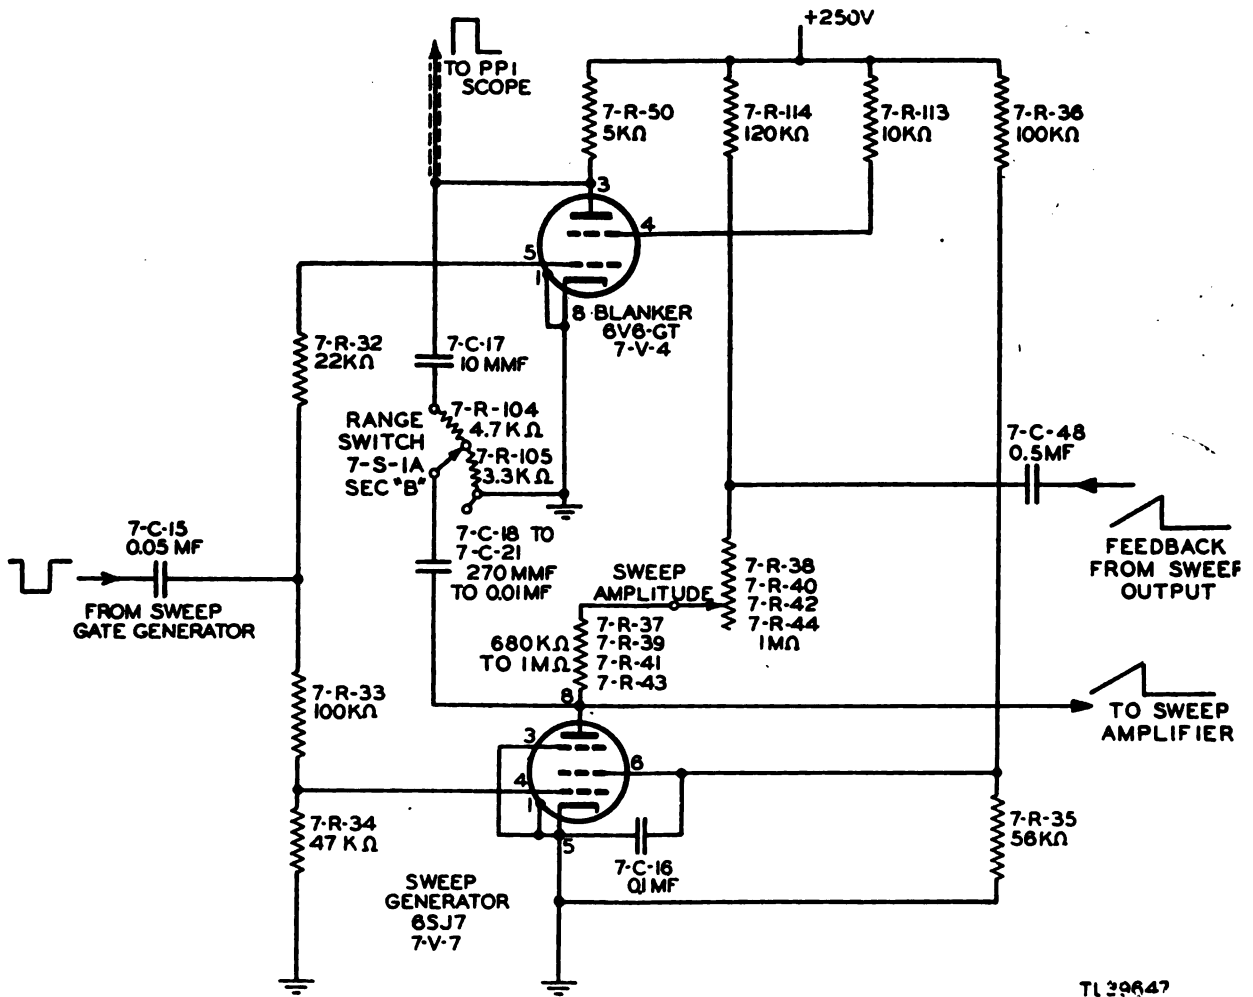 +250V
TO PPI
SCOPE
7-R-50
5KΩ
7-R-114
120KΩ
7-R-113
10KΩ
7-R-36
100KΩ
3
4
5
1
8 BLANKER
6V6-GT
7-V-4
7-R-32
22KΩ
7-C-17
10 MMF
RANGE
SWITCH
7-S-1A
SEC "B"
7-R-104
4.7KΩ
7-R-105
3.3KΩ
7-C-48
0.5MF
7-C-15
0.05 MF
FROM SWEEP
GATE GENERATOR
7-C-18 TO
7-C-21
270 MMF
TO 0.01MF
SWEEP
AMPLITUDE
7-R-38
7-R-40
7-R-42
7-R-44
1MΩ
FEEDBACK
FROM SWEEP
OUTPUT
680KΩ
TO 1MΩ
7-R-37
7-R-39
7-R-41
7-R-43
7-R-33
100KΩ
8
TO SWEEP
AMPLIFIER
3
6
4
1
5
7-R-34
47 KΩ
7-C-16
0.1MF
7-R-35
56KΩ
SWEEP
GENERATOR
6SJ7
7-V-7
TL 39647